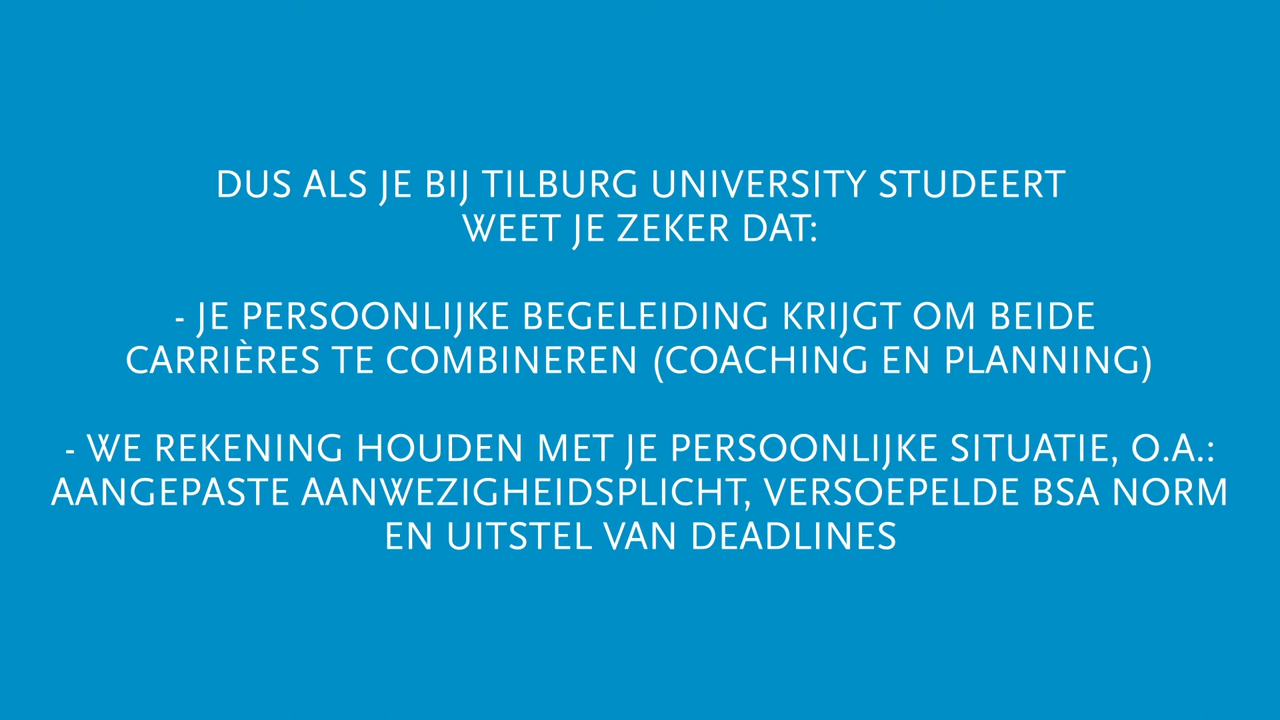 DUS ALS JE BIJ TILBURG UNIVERSITY STUDEERT
WEET JE ZEKER DAT:
- JE PERSOONLIJKE BEGELEIDING KRIJGT OM BEIDE
CARRIÈRES TE COMBINEREN (COACHING EN PLANNING)
- WE REKENING HOUDEN MET JE PERSOONLIJKE SITUATIE, O.A.:
AANGEPASTE AANWEZIGHEIDSPLICHT, VERSOEPELDE BSA NORM
EN UITSTEL VAN DEADLINES